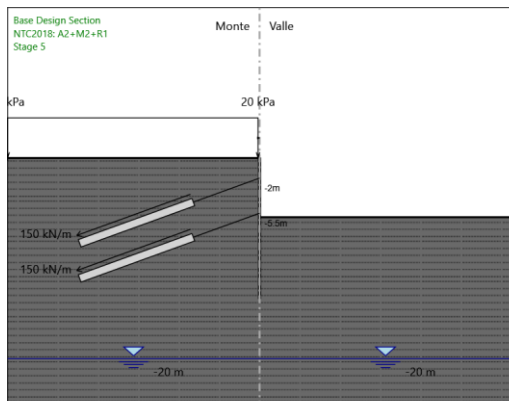 Base Design Section
NTC2018: A2+M2+R1
Stage 5
Monte
Valle
kPa
20 kPa
-2m
-5.5m
150 kN/m
150 kN/m
-20 m
-20 m